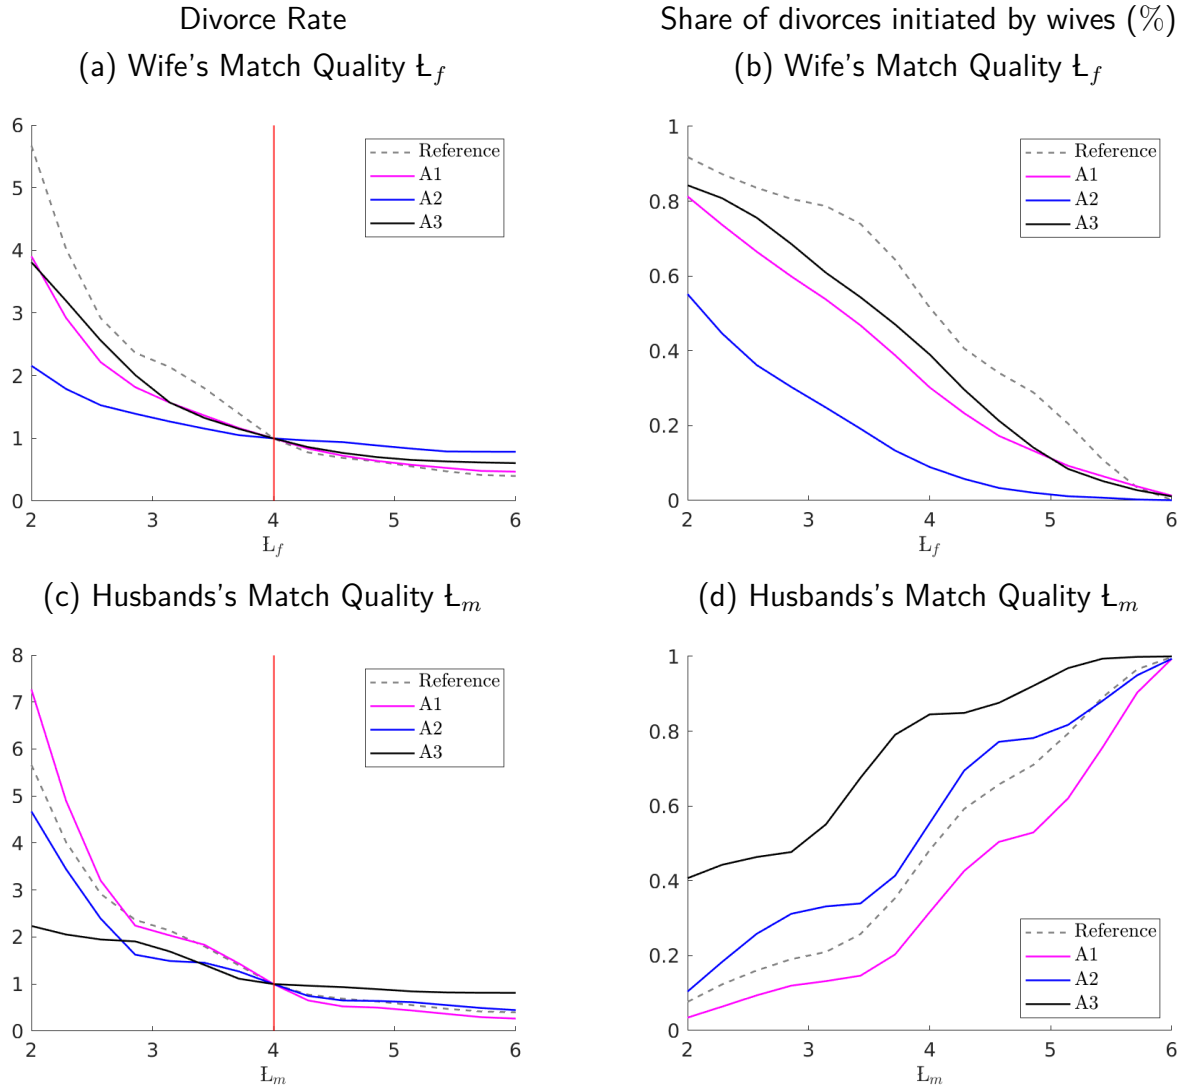 Divorce Rate
Share of divorces initiated by wives (%)
(a) Wife's Match Quality Ł_f
(b) Wife's Match Quality Ł_f
6
5
4
3
2
1
0
2
3
4
5
6
Ł_f
Reference
A1
A2
A3
1
0.8
0.6
0.4
0.2
0
2
3
4
5
6
Ł_f
Reference
A1
A2
A3
(c) Husbands's Match Quality Ł_m
(d) Husbands's Match Quality Ł_m
8
7
6
5
4
3
2
1
0
2
3
4
5
6
Ł_m
Reference
A1
A2
A3
1
0.8
0.6
0.4
0.2
0
2
3
4
5
6
Ł_m
Reference
A1
A2
A3